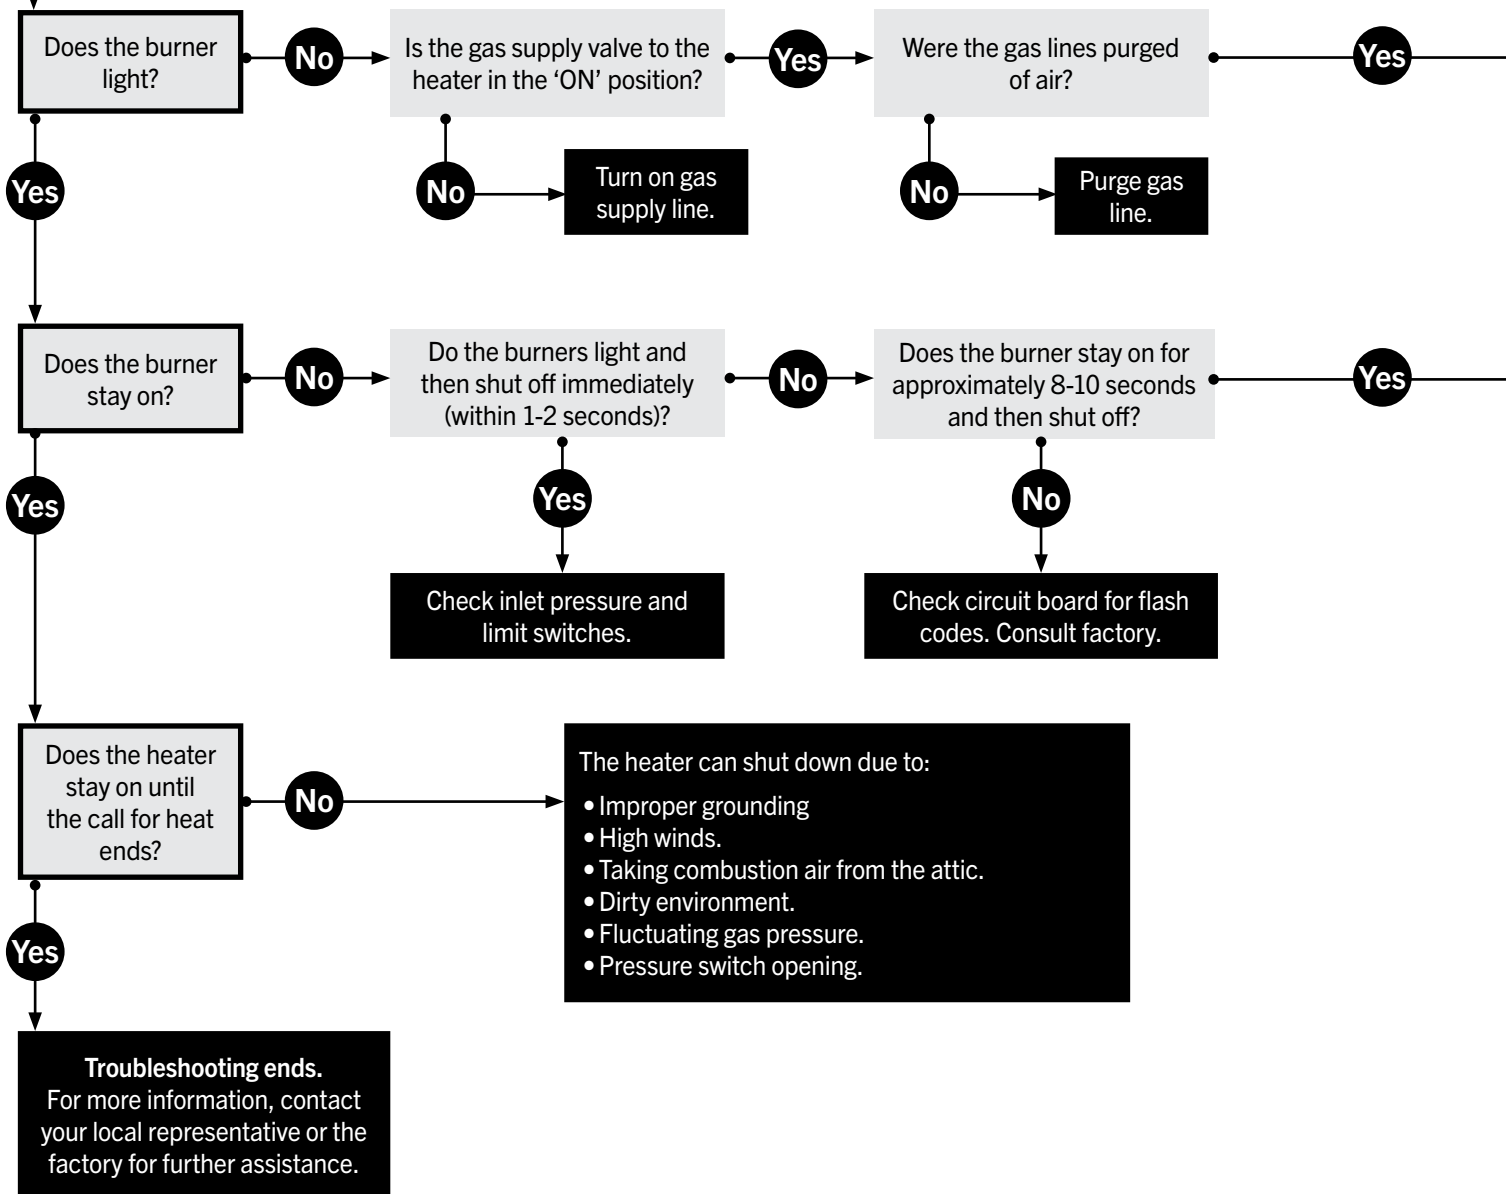 Does the burner
light?
No
Is the gas supply valve to the
heater in the ‘ON’ position?
Yes
Were the gas lines purged
of air?
Yes
Yes
No
Turn on gas
supply line.
No
Purge gas
line.
Does the burner
stay on?
No
Do the burners light and
then shut off immediately
(within 1-2 seconds)?
No
Does the burner stay on for
approximately 8-10 seconds
and then shut off?
Yes
Yes
Yes
No
Check inlet pressure and
limit switches.
Check circuit board for flash
codes. Consult factory.
Does the heater
stay on until
the call for heat
ends?
No
The heater can shut down due to:
• Improper grounding
• High winds.
• Taking combustion air from the attic.
• Dirty environment.
• Fluctuating gas pressure.
• Pressure switch opening.
Yes
Troubleshooting ends.
For more information, contact
your local representative or the
factory for further assistance.